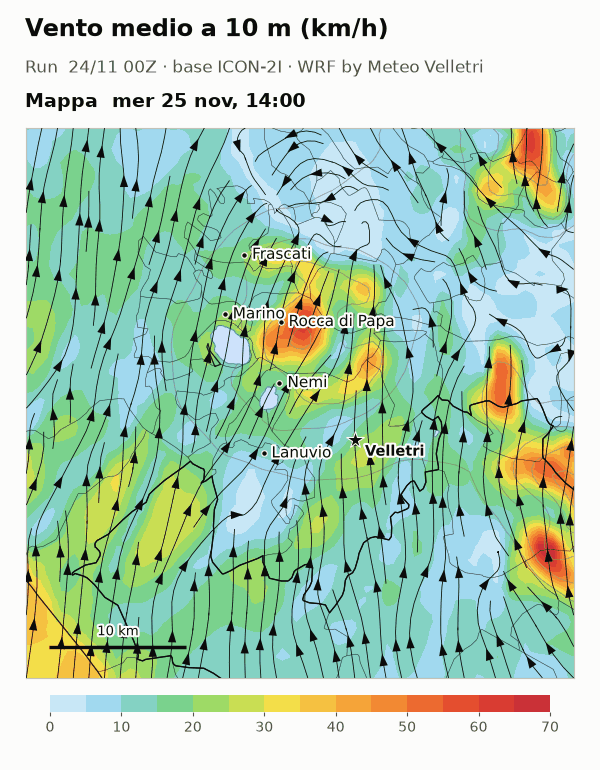 Vento medio a 10 m (km/h)
Run  24/11 00Z · base ICON-2I · WRF by Meteo Velletri
Mappa  mer 25 nov, 14:00
Frascati
Marino
Rocca di Papa
Nemi
Lanuvio
Velletri
10 km
0 10 20 30 40 50 60 70